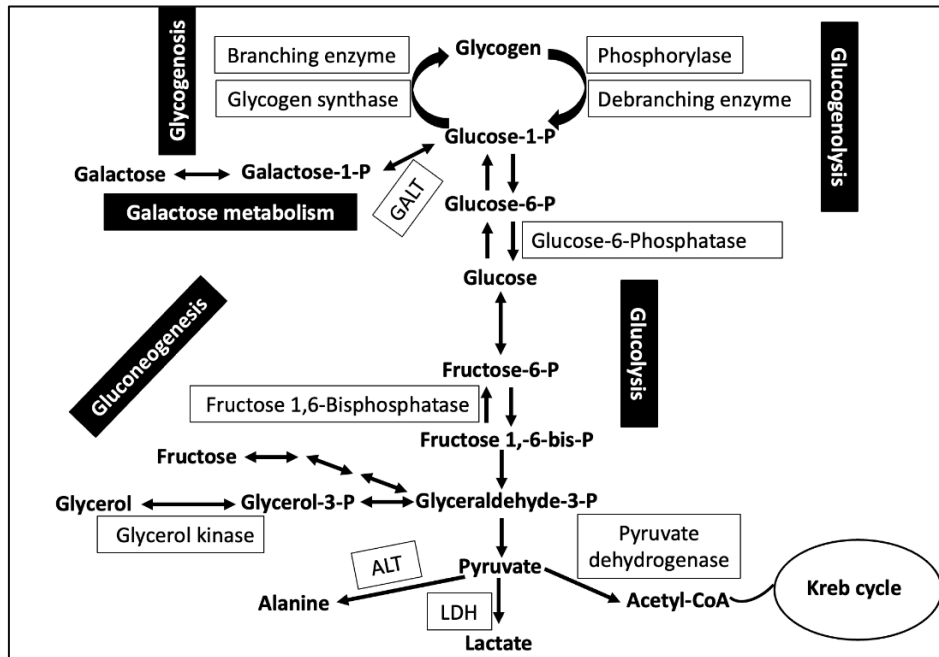 Glycogenosis
Branching enzyme
Glycogen
Phosphorylase
Glycogen synthase
Debranching enzyme
Glucogenolysis
Glucose-1-P
Galactose
Galactose-1-P
GALT
Galactose metabolism
Glucose-6-P
Glucose-6-Phosphatase
Glucose
Gluconeogenesis
Glucolysis
Fructose-6-P
Fructose 1,6-Bisphosphatase
Fructose 1,-6-bis-P
Fructose
Glycerol
Glycerol-3-P
Glyceraldehyde-3-P
Glycerol kinase
Pyruvate
dehydrogenase
ALT
Pyruvate
Alanine
LDH
Acetyl-CoA
Kreb cycle
Lactate